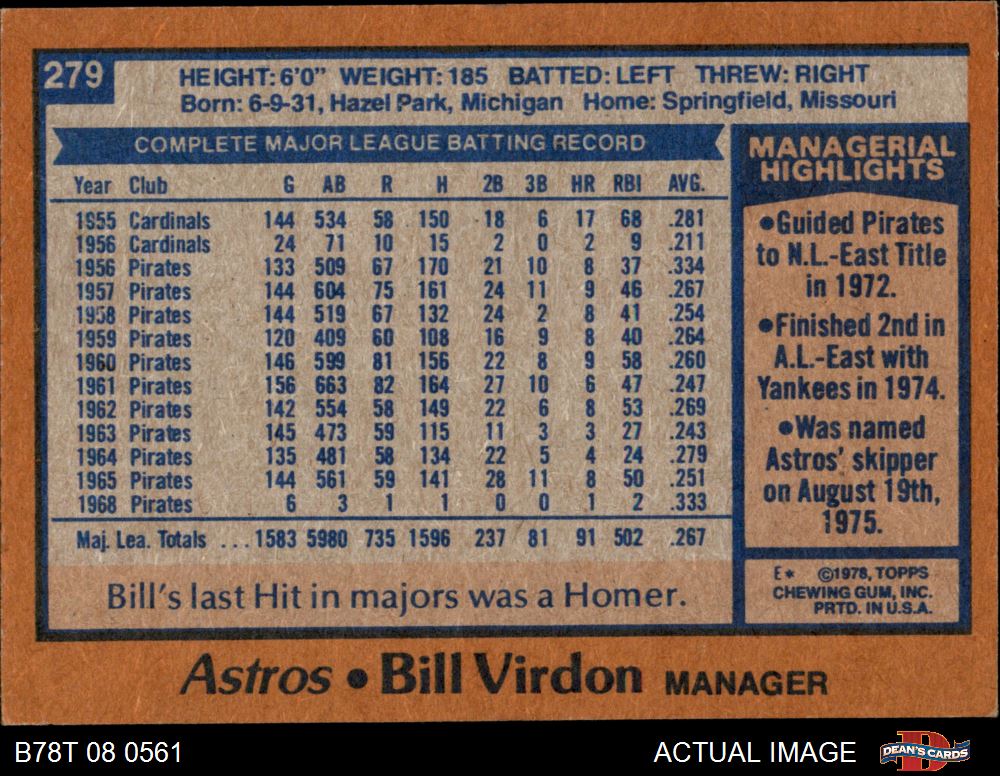 279
HEIGHT: 6'0" WEIGHT: 185 BATTED: LEFT THREW: RIGHT
Born: 6-9-31, Hazel Park, Michigan Home: Springfield, Missouri
COMPLETE MAJOR LEAGUE BATTING RECORD
Year Club G AB R H 2B 3B HR RBI AVG.
1955 Cardinals 144 534 58 150 18 6 17 68 .281
1956 Cardinals 24 71 10 15 2 0 2 9 .211
1956 Pirates 133 509 67 170 21 10 8 37 .334
1957 Pirates 144 604 75 161 24 11 9 46 .267
1958 Pirates 144 519 67 132 24 2 8 41 .254
1959 Pirates 120 409 60 108 16 9 8 40 .264
1960 Pirates 146 599 81 156 22 8 9 58 .260
1961 Pirates 156 663 82 164 27 10 6 47 .247
1962 Pirates 142 554 58 149 22 6 8 53 .269
1963 Pirates 145 473 59 115 11 3 3 27 .243
1964 Pirates 135 481 58 134 22 5 4 24 .279
1965 Pirates 144 561 59 141 28 11 8 50 .251
1968 Pirates 6 3 1 1 0 0 1 2 .333
Maj. Lea. Totals ... 1583 5980 735 1596 237 81 91 502 .267
Bill's last Hit in majors was a Homer.
MANAGERIAL
HIGHLIGHTS
•Guided Pirates
to N.L.-East Title
in 1972.
•Finished 2nd in
A.L.-East with
Yankees in 1974.
•Was named
Astros' skipper
on August 19th,
1975.
E* ©1978, TOPPS
CHEWING GUM, INC.
PRTD. IN U.S.A.
Astros • Bill Virdon MANAGER
B78T 08 0561 ACTUAL IMAGE
D
DEAN'S CARDS